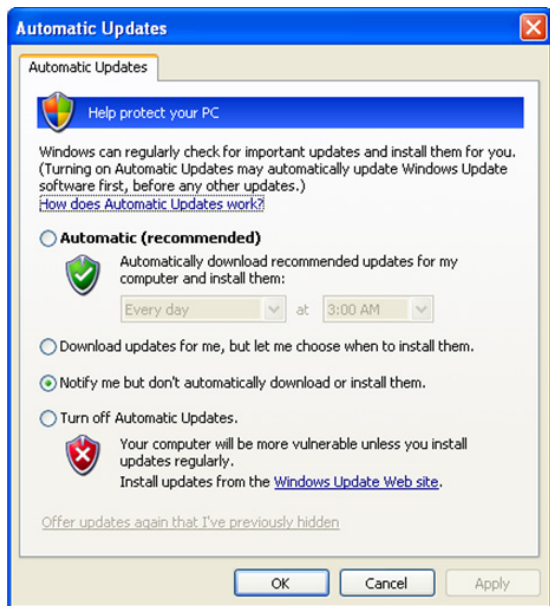 Automatic Updates
Automatic Updates
Help protect your PC
Windows can regularly check for important updates and install them for you.
(Turning on Automatic Updates may automatically update Windows Update
software first, before any other updates.)
How does Automatic Updates work?
Automatic (recommended)
Automatically download recommended updates for my
computer and install them:
Every day at 3:00 AM
Download updates for me, but let me choose when to install them.
Notify me but don't automatically download or install them.
Turn off Automatic Updates.
Your computer will be more vulnerable unless you install
updates regularly.
Install updates from the Windows Update Web site.
Offer updates again that I've previously hidden
OK Cancel Apply